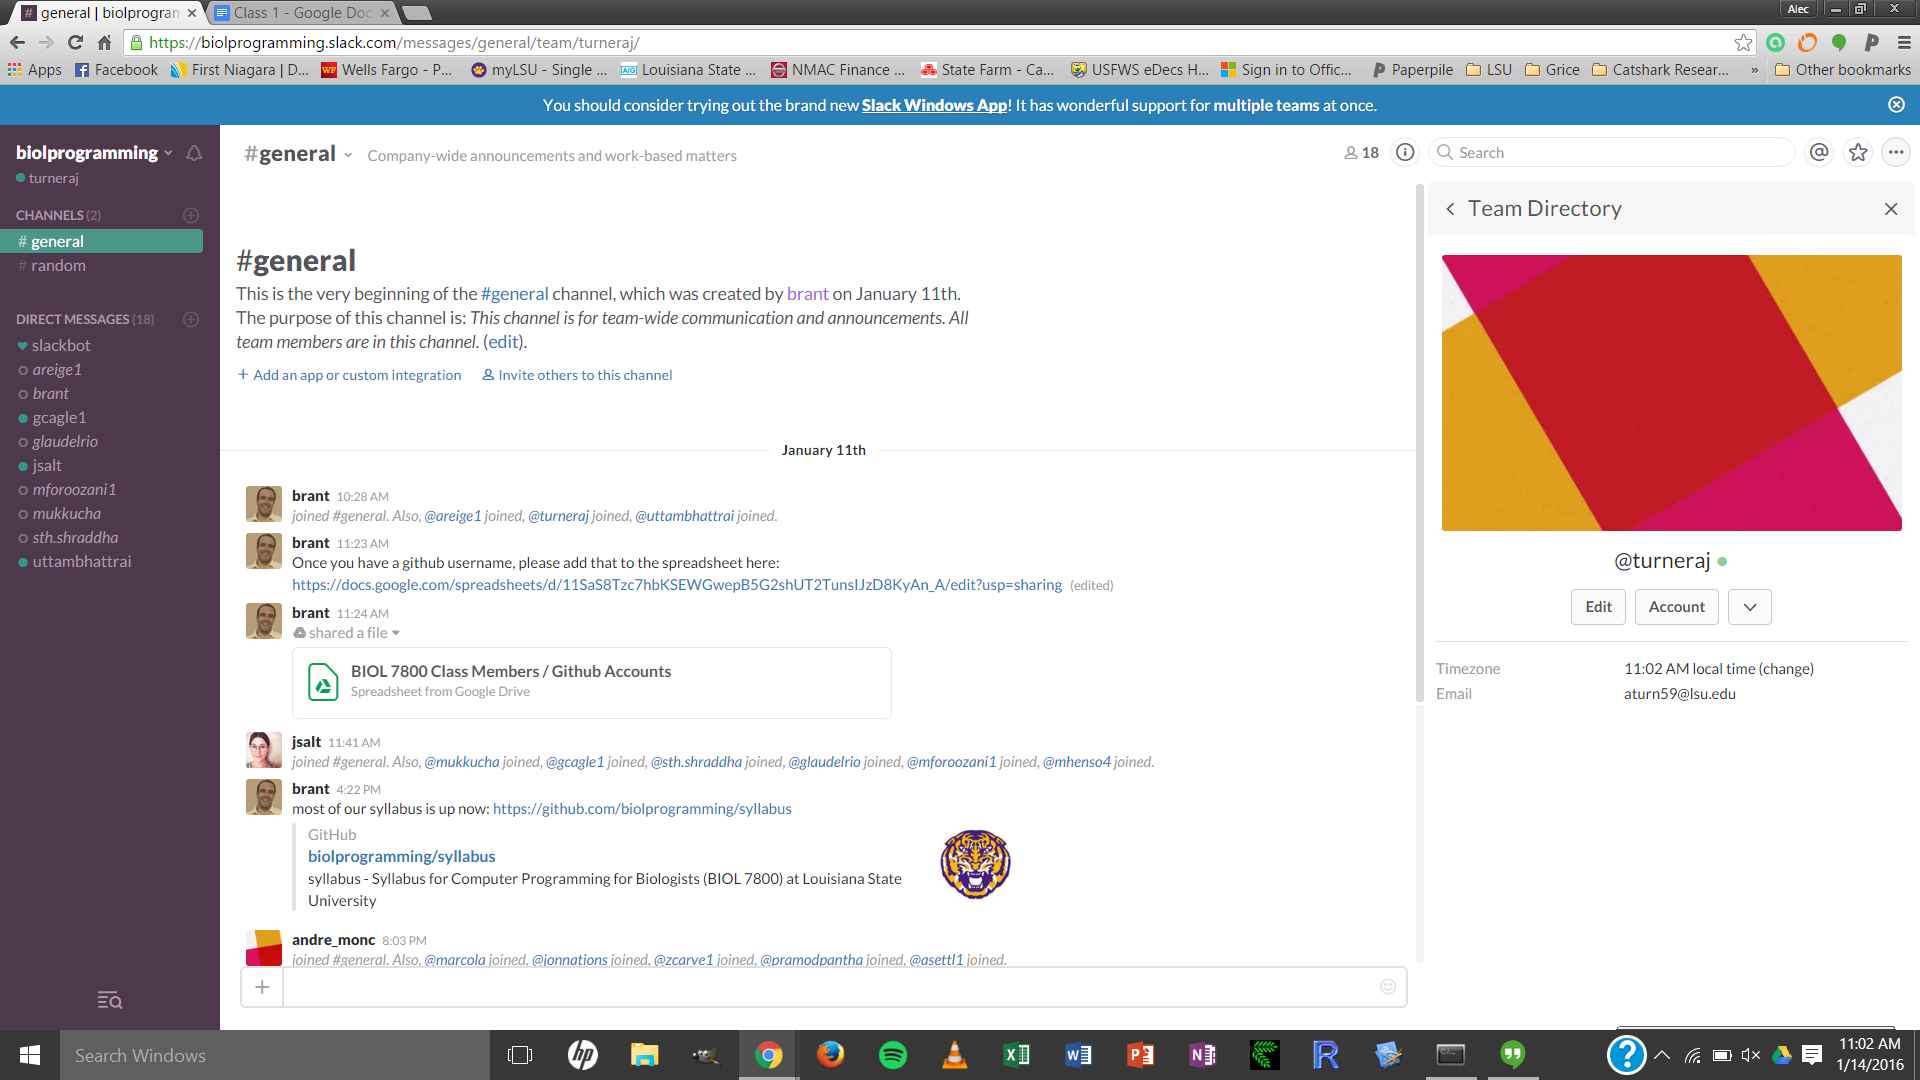 general | biolprogram
Class 1 - Google Doc
Alec
https://biolprogramming.slack.com/messages/general/team/turneraj/
Apps
Facebook
First Niagara | D...
Wells Fargo - P...
myLSU - Single ...
Louisiana State ...
NMAC Finance ...
State Farm - Ca...
USFWS eDecs H...
Sign in to Offic...
Paperpile
LSU
Grice
Catshark Resear...
»
Other bookmarks
You should consider trying out the brand new Slack Windows App! It has wonderful support for multiple teams at once.
biolprogramming
turneraj
CHANNELS (2)
# general
# random
DIRECT MESSAGES (18)
slackbot
areige1
brant
gcagle1
glaudelrio
jsalt
mforoozani1
mukkucha
sth.shraddha
uttambhattrai
#general
Company-wide announcements and work-based matters
18
Search
#general
This is the very beginning of the #general channel, which was created by brant on January 11th.
The purpose of this channel is: This channel is for team-wide communication and announcements. All
team members are in this channel. (edit).
+ Add an app or custom integration
Invite others to this channel
January 11th
brant 10:28 AM
joined #general. Also, @areige1 joined, @turneraj joined, @uttambhattrai joined.
brant 11:23 AM
Once you have a github username, please add that to the spreadsheet here:
https://docs.google.com/spreadsheets/d/11SaS8Tzc7hbKSEWGwepB5G2shUT2TunsIJzD8KyAn_A/edit?usp=sharing (edited)
brant 11:24 AM
shared a file
BIOL 7800 Class Members / Github Accounts
Spreadsheet from Google Drive
jsalt 11:41 AM
joined #general. Also, @mukkucha joined, @gcagle1 joined, @sth.shraddha joined, @glaudelrio joined, @mforoozani1 joined, @mhenso4 joined.
brant 4:22 PM
most of our syllabus is up now: https://github.com/biolprogramming/syllabus
GitHub
biolprogramming/syllabus
syllabus - Syllabus for Computer Programming for Biologists (BIOL 7800) at Louisiana State
University
andre_monc 8:03 PM
joined #general. Also, @marcola joined, @jonnations joined, @zcarve1 joined, @pramodpantha joined, @asettl1 joined.
Team Directory
@turneraj
Edit
Account
Timezone
11:02 AM local time (change)
Email
aturn59@lsu.edu
Search Windows
11:02 AM
1/14/2016